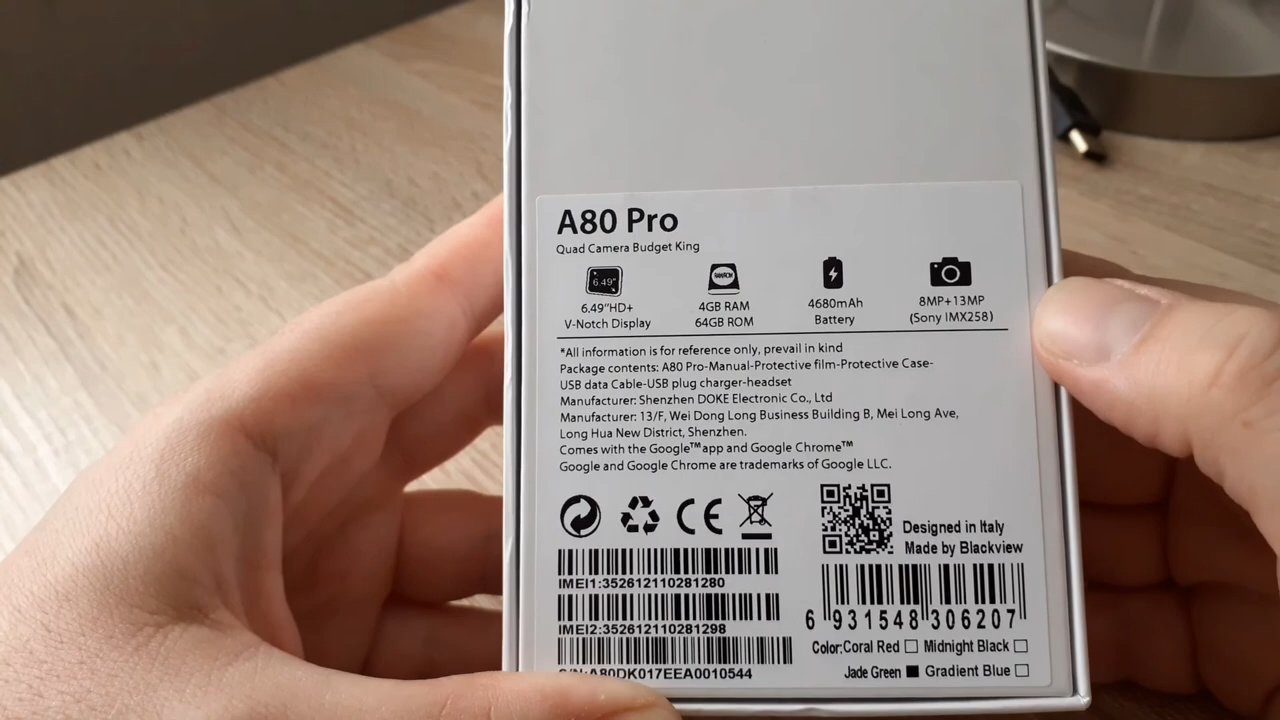 A80 Pro
Quad Camera Budget King
6.49"
6.49"HD+
V-Notch Display
4GB RAM
64GB ROM
4680mAh
Battery
8MP+13MP
(Sony IMX258)
*All information is for reference only, prevail in kind
Package contents: A80 Pro-Manual-Protective film-Protective Case-
USB data Cable-USB plug charger-headset
Manufacturer: Shenzhen DOKE Electronic Co., Ltd
Manufacturer: 13/F, Wei Dong Long Business Building B, Mei Long Ave,
Long Hua New District, Shenzhen.
Comes with the Google™app and Google Chrome™
Google and Google Chrome are trademarks of Google LLC.
CE
Designed in Italy
Made by Blackview
IMEI1:352612110281280
IMEI2:352612110281298
S/N:A80DK017EEA0010544
6 931548 306207
Color:Coral Red □ Midnight Black □
Jade Green ■ Gradient Blue □